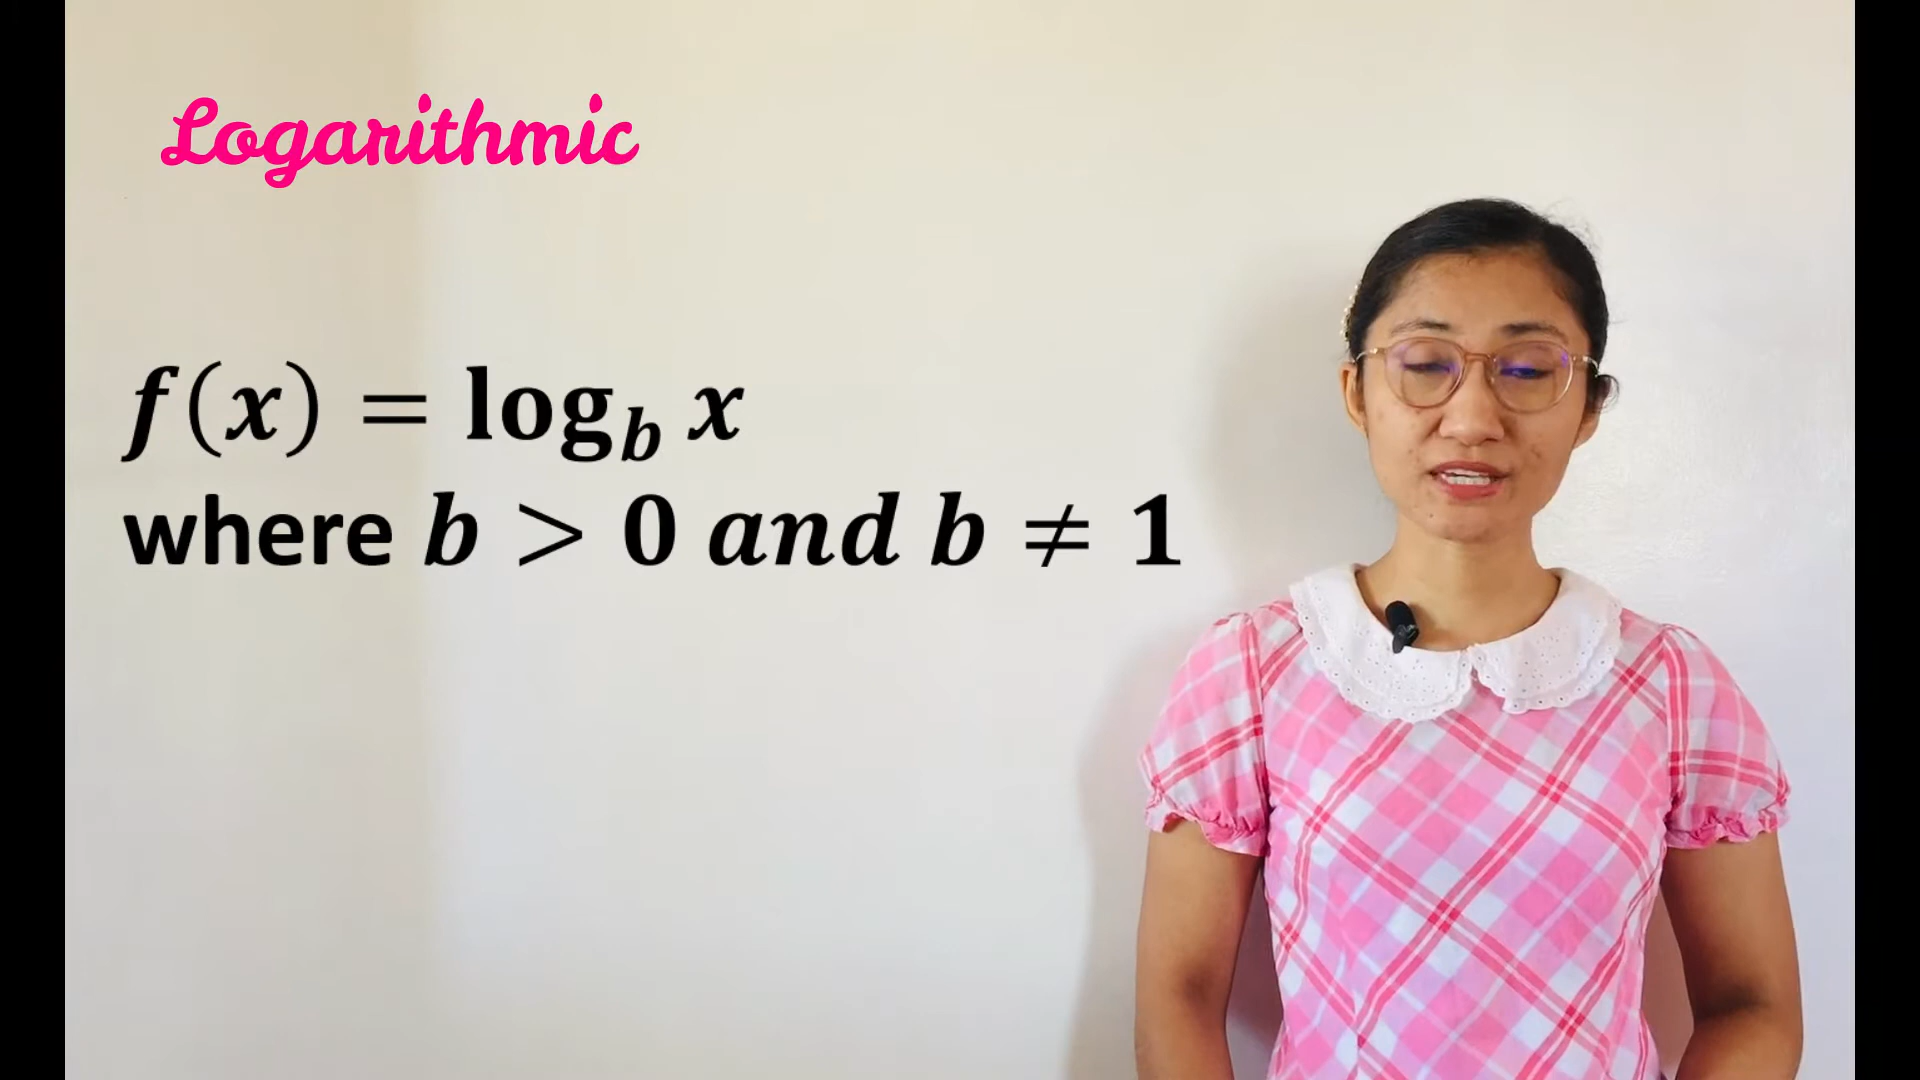 Logarithmic
f(x) = log_b x
where b > 0 and b ≠ 1